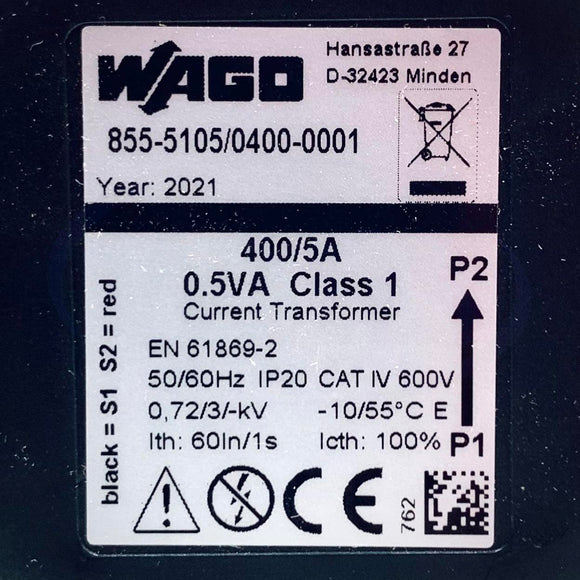 WAGO
Hansastraße 27
D-32423 Minden
855-5105/0400-0001
Year: 2021
400/5A
0.5VA Class 1
Current Transformer
EN 61869-2
50/60Hz IP20 CAT IV 600V
0,72/3/-kV -10/55°C E
Ith: 60In/1s Icth: 100%
P2
P1
black = S1 S2 = red
CE
762